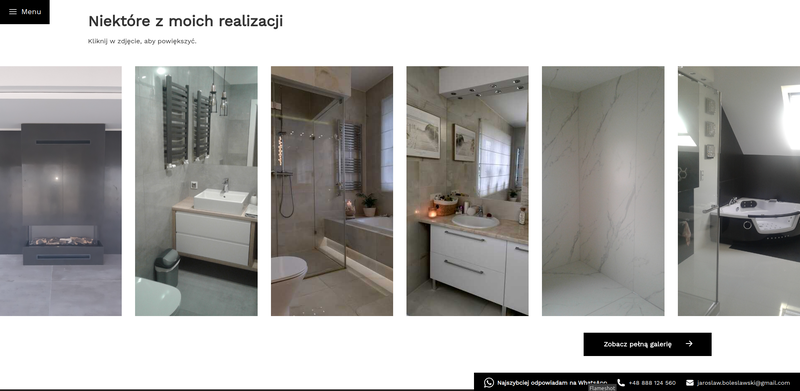 Menu
Niektóre z moich realizacji
Kliknij w zdjęcie, aby powiększyć.
Zobacz pełną galerię
Najszybciej odpowiadam na WhatsApp
+48 888 124 560
jaroslaw.boleslawski@gmail.com
Flameshot